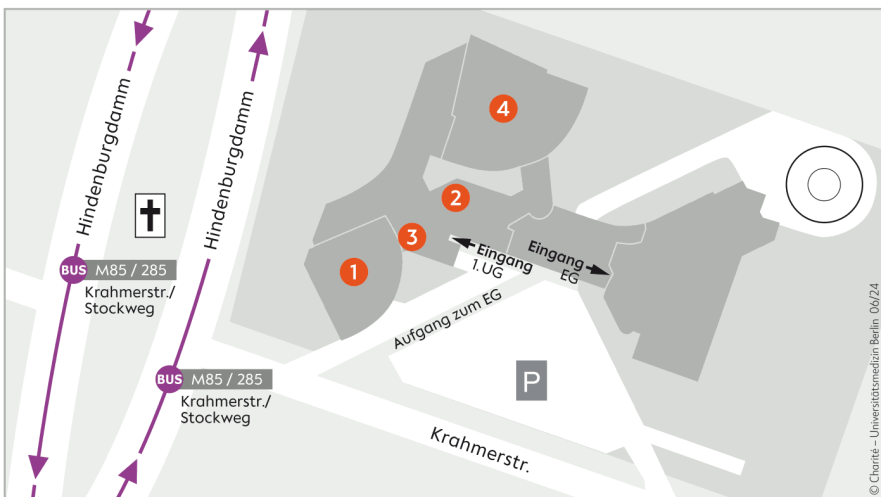 Hindenburgdamm
Hindenburgdamm
4
2
3
1
Eingang
1.UG
Eingang
EG
Aufgang zum EG
BUS M85 / 285
Krahmerstr./
Stockweg
BUS M85 / 285
Krahmerstr./
Stockweg
P
Krahmerstr.
© Charité – Universitätsmedizin Berlin 06/24